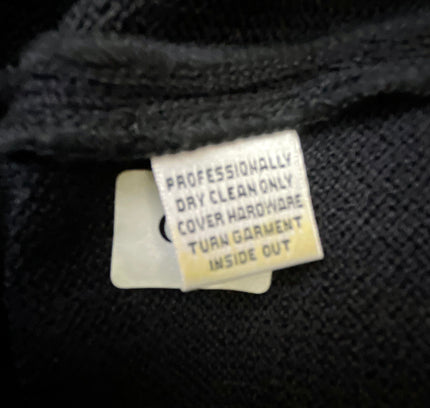 PROFESSIONALLY
DRY CLEAN ONLY
COVER HARDWARE
TURN GARMENT
INSIDE OUT